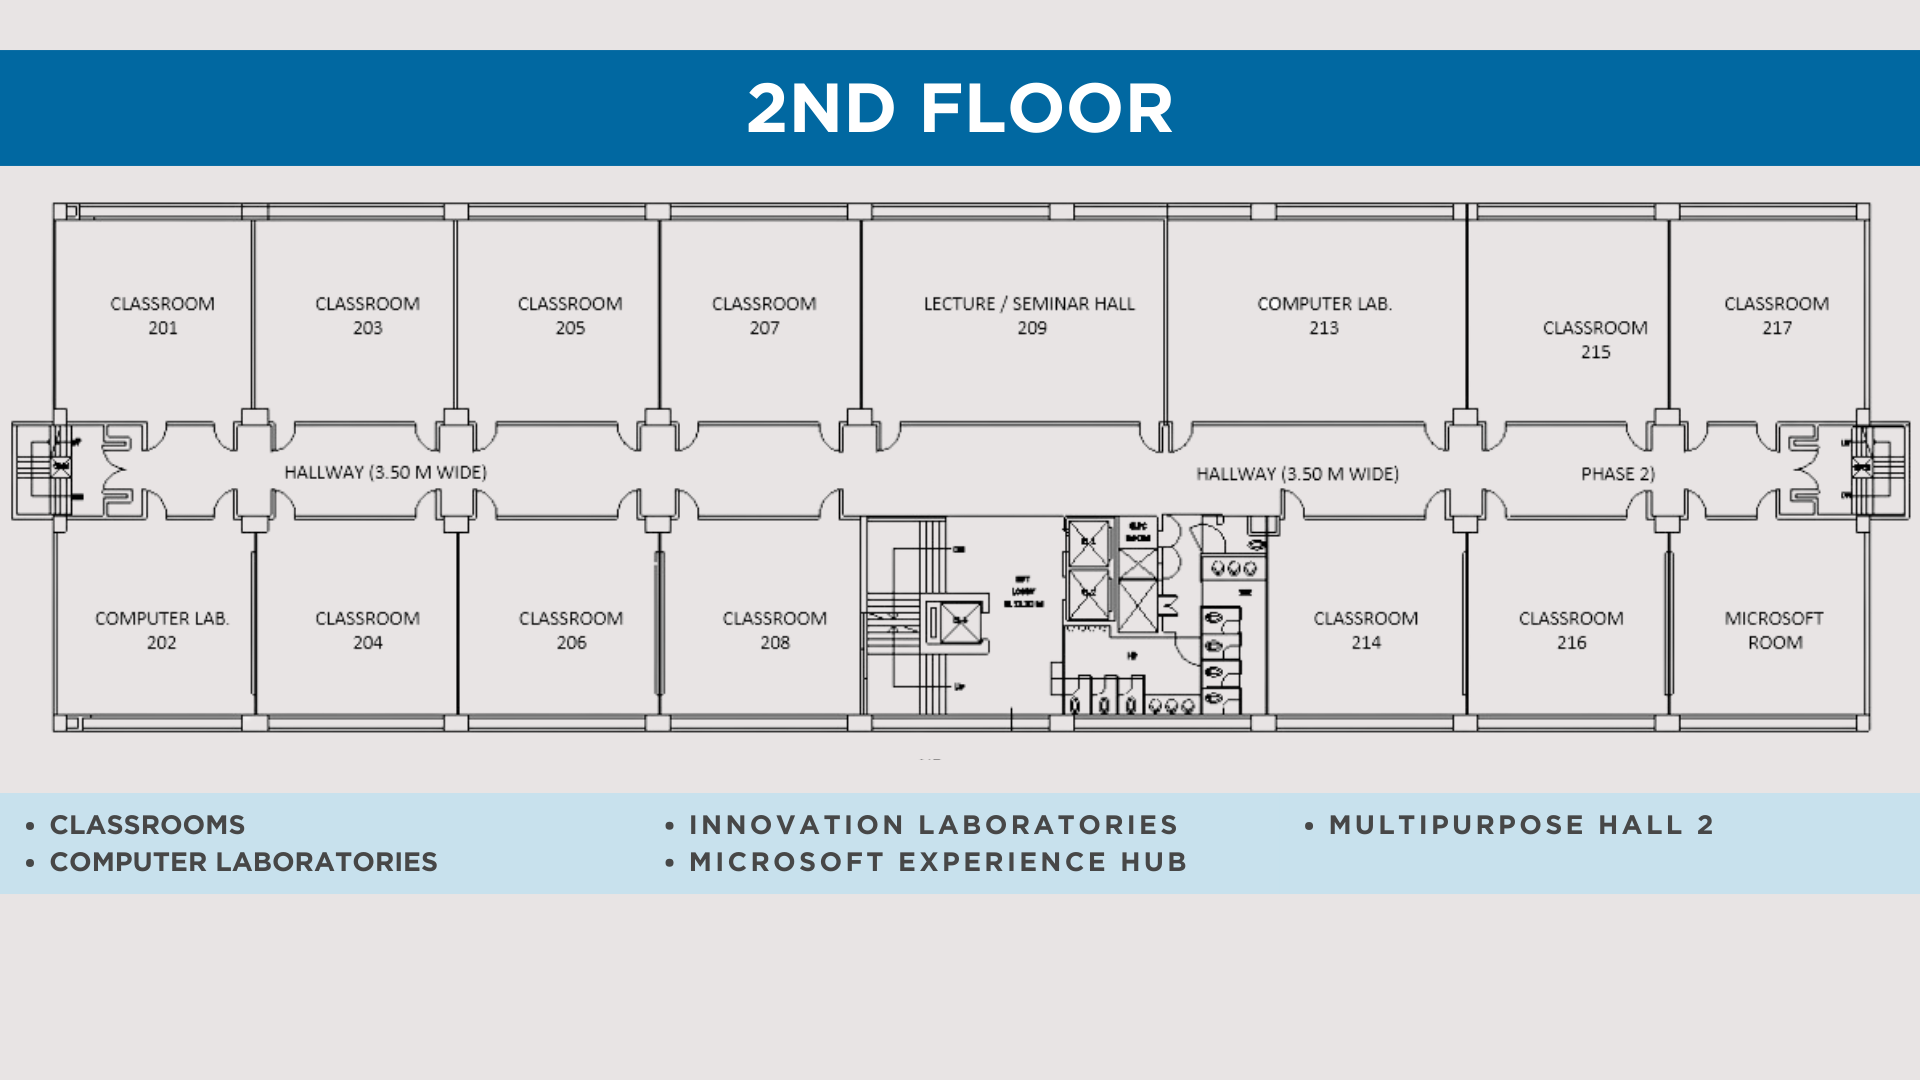 2ND FLOOR
CLASSROOM
201
CLASSROOM
203
CLASSROOM
205
CLASSROOM
207
LECTURE / SEMINAR HALL
209
COMPUTER LAB.
213
CLASSROOM
215
CLASSROOM
217
HALLWAY (3.50 M WIDE)
HALLWAY (3.50 M WIDE)
PHASE 2)
COMPUTER LAB.
202
CLASSROOM
204
CLASSROOM
206
CLASSROOM
208
LOBBY
ROOM
CLASSROOM
214
CLASSROOM
216
MICROSOFT
ROOM
• CLASSROOMS
• COMPUTER LABORATORIES
• INNOVATION LABORATORIES
• MICROSOFT EXPERIENCE HUB
• MULTIPURPOSE HALL 2